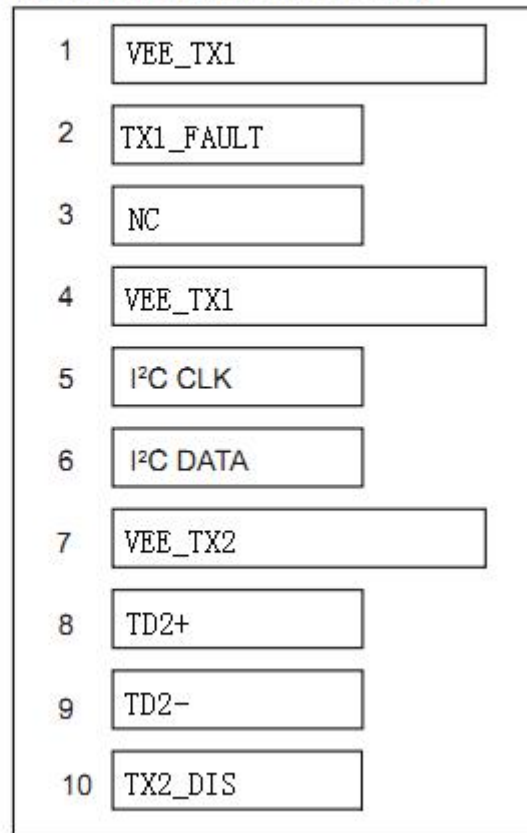 1 VEE_TX1
2 TX1_FAULT
3 NC
4 VEE_TX1
5 I²C CLK
6 I²C DATA
7 VEE_TX2
8 TD2+
9 TD2-
10 TX2_DIS